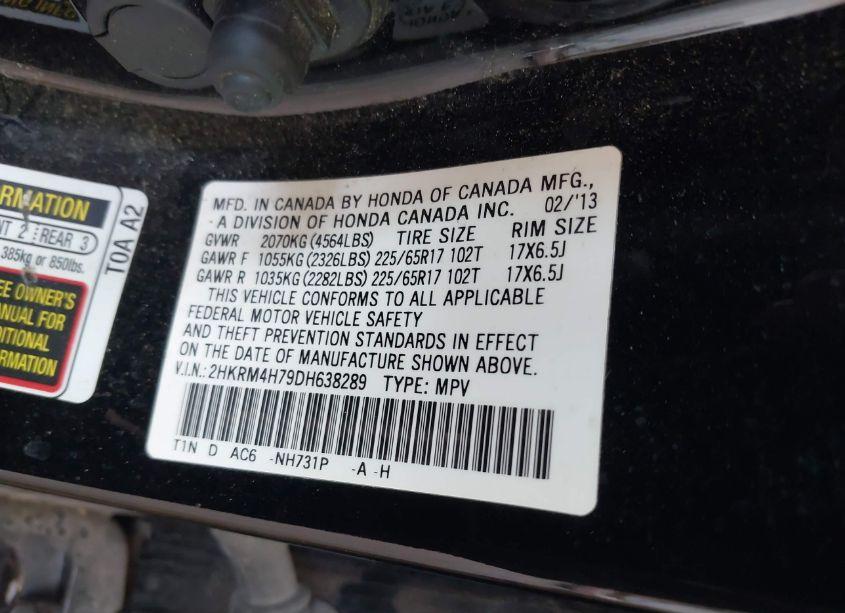 RMATION
NT 2 REAR 3
385kg or 850lbs.
EE OWNER'S
ANUAL FOR
DITIONAL
ORMATION
T0A A2
MFD. IN CANADA BY HONDA OF CANADA MFG.,
A DIVISION OF HONDA CANADA INC. 02/'13
GVWR 2070KG (4564LBS) TIRE SIZE RIM SIZE
GAWR F 1055KG (2326LBS) 225/65R17 102T 17X6.5J
GAWR R 1035KG (2282LBS) 225/65R17 102T 17X6.5J
THIS VEHICLE CONFORMS TO ALL APPLICABLE
FEDERAL MOTOR VEHICLE SAFETY
AND THEFT PREVENTION STANDARDS IN EFFECT
ON THE DATE OF MANUFACTURE SHOWN ABOVE.
V.I.N.: 2HKRM4H79DH638289 TYPE: MPV
T1N D AC6 -NH731P -A -H